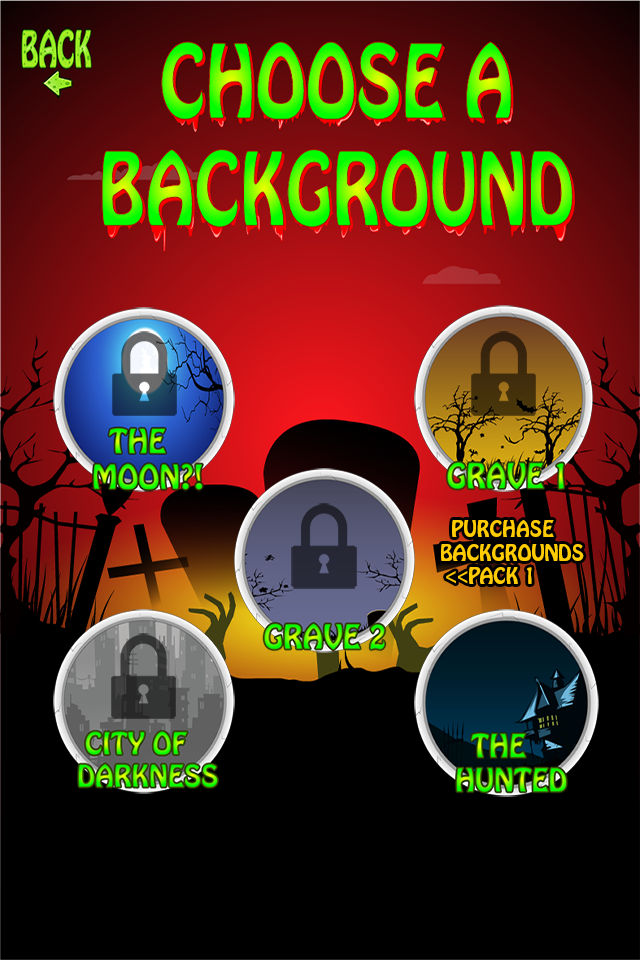 BACK
CHOOSE A
BACKGROUND
THE
MOON?!
GRAVE 1
PURCHASE
BACKGROUNDS
<<PACK 1
GRAVE 2
CITY OF
DARKNESS
THE
HUNTED